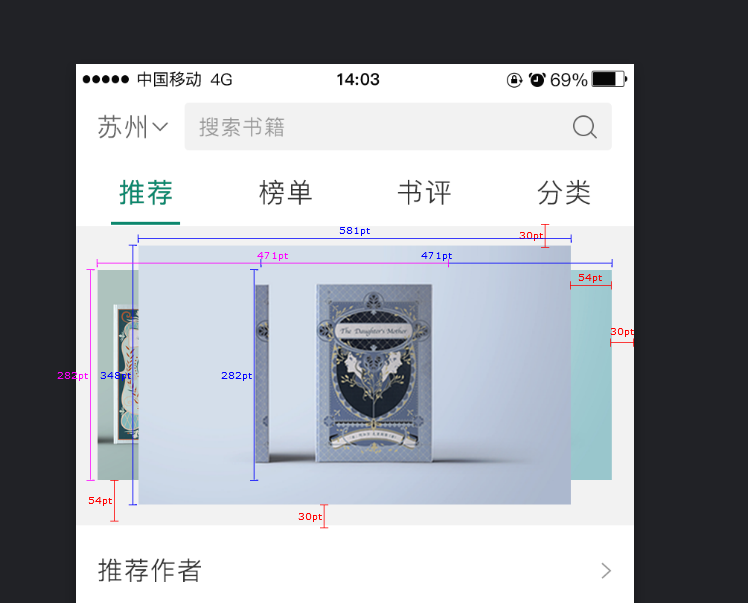 中国移动 4G 14:03 69%
苏州 搜索书籍
推荐 榜单 书评 分类
581pt 30pt
471pt 471pt
54pt
30pt
The Daughter's Mother
282pt 348pt 282pt
54pt
30pt
推荐作者